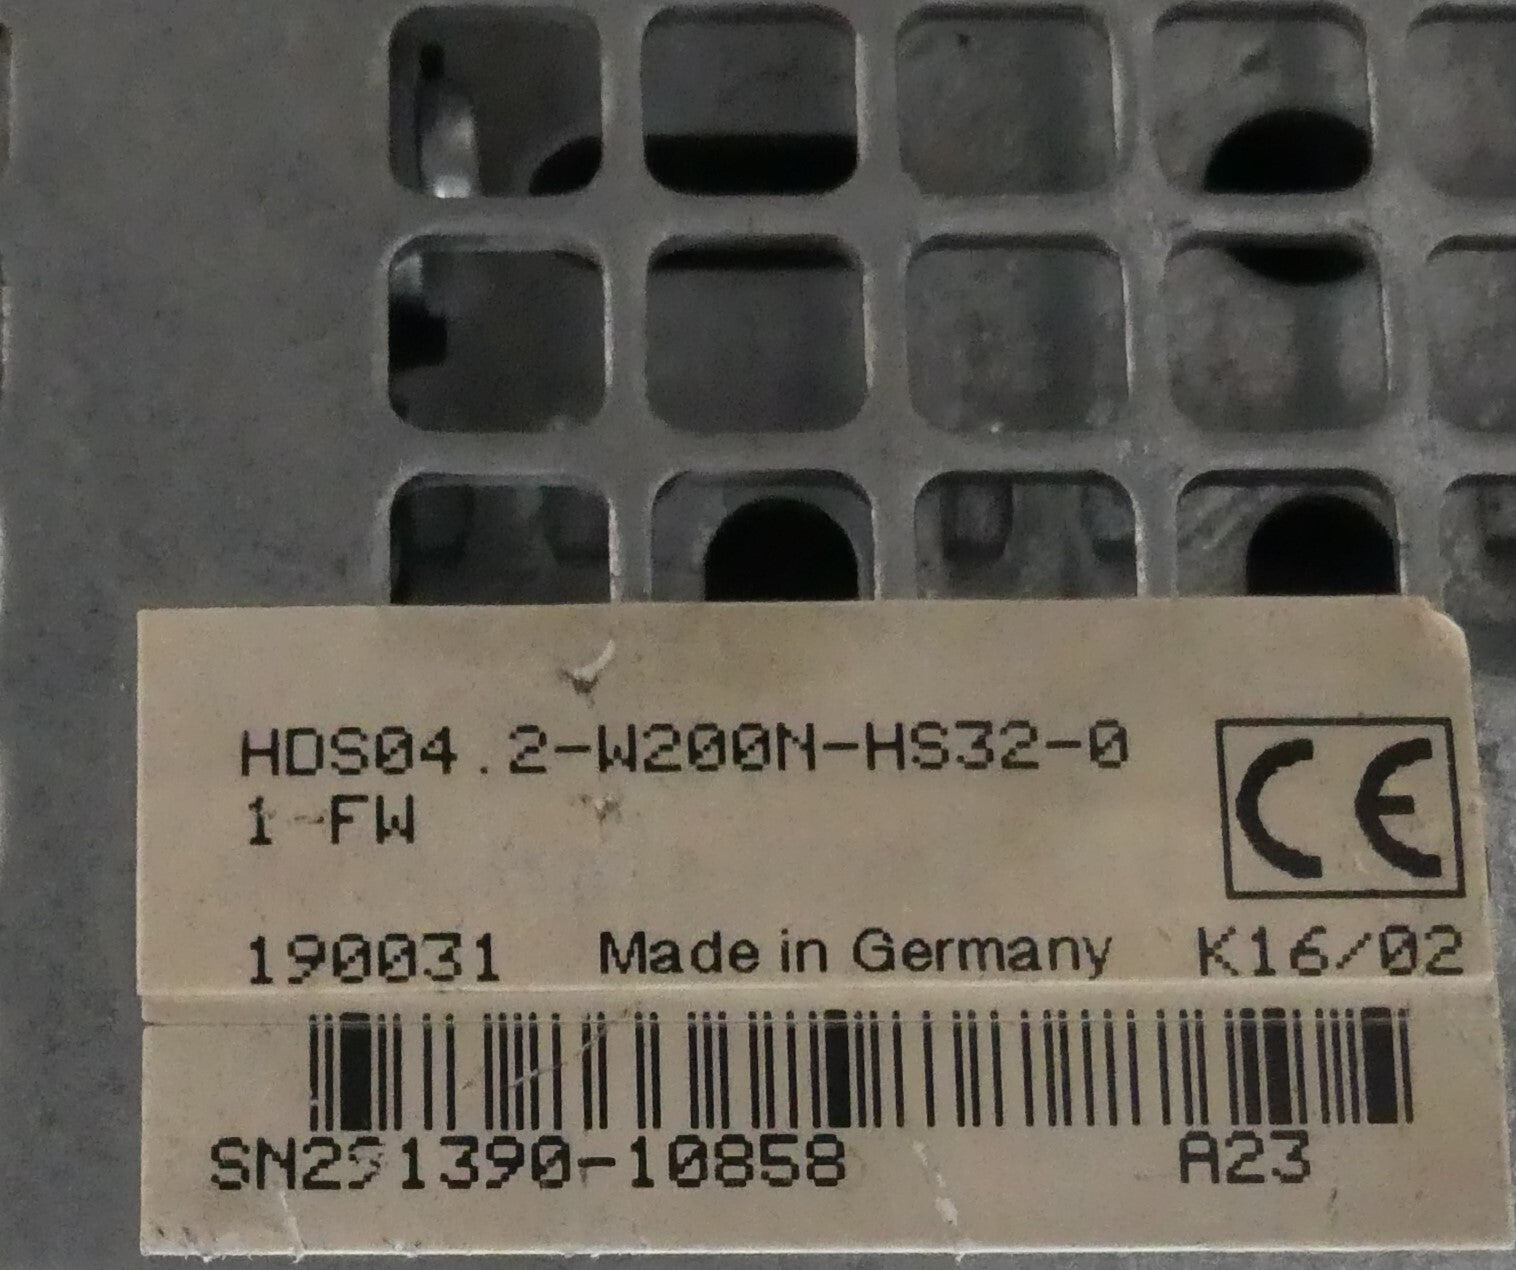 HDS04.2-W200N-HS32-0
1-FW
CE
190031 Made in Germany K16/02
A23